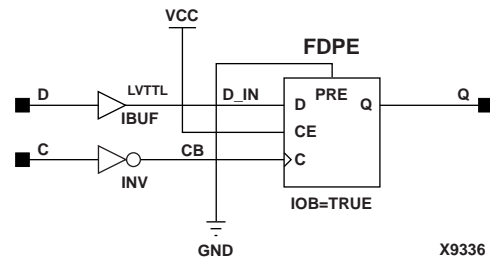 VCC
FDPE
D
LVTTL
IBUF
D_IN
D
PRE
Q
Q
CE
C
INV
CB
C
IOB=TRUE
GND
X9336